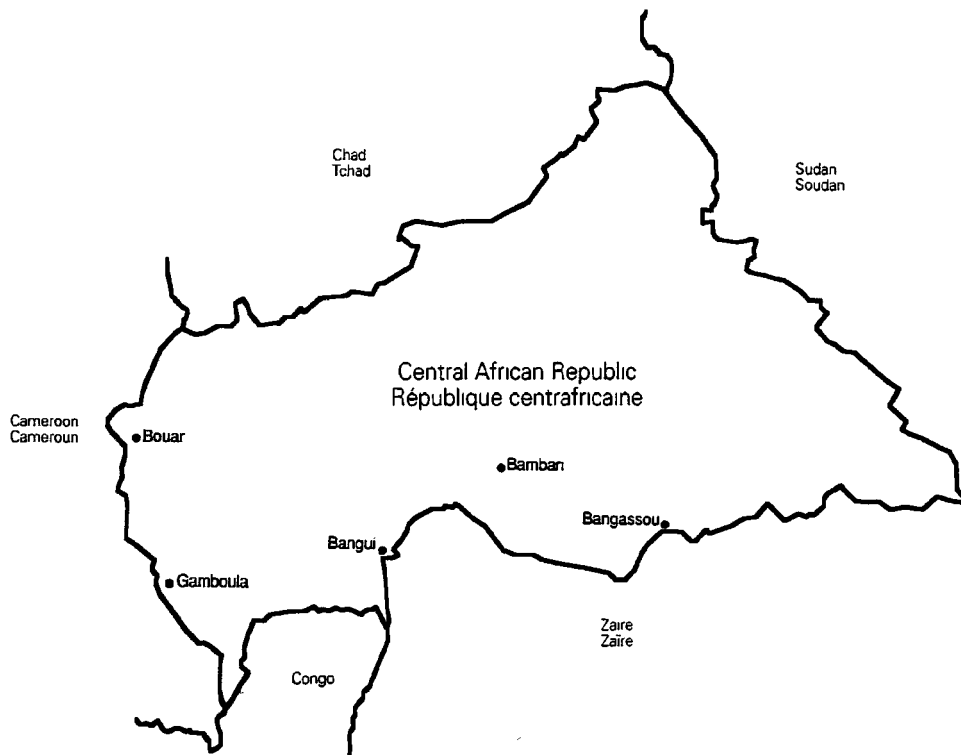 Chad
Tchad
Sudan
Soudan
Central African Republic
République centrafricaine
Cameroon
Cameroun
Bouar
Bambari
Bangassou
Bangui
Gamboula
Zaire
Zaïre
Congo